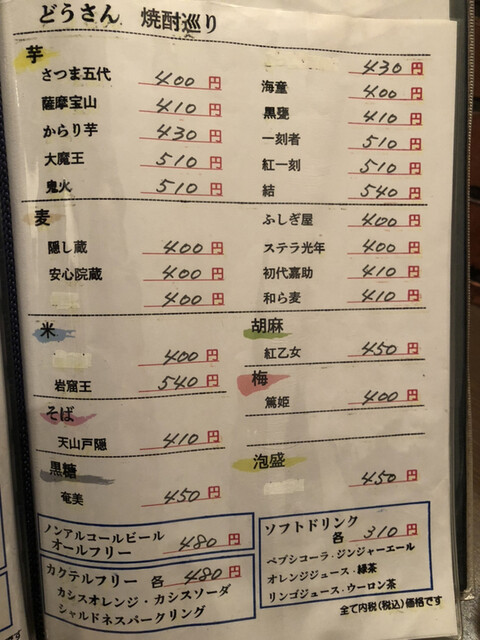 どうさん 焼酎巡り
芋
さつま五代 400円
薩摩宝山 410円
からり芋 430円
大魔王 510円
鬼火 510円
430円
海童 400円
黒甕 410円
一刻者 510円
紅一刻 510円
結 540円
麦
隠し蔵 400円
安心院蔵 400円
400円
ふしぎ屋 400円
ステラ光年 400円
初代嘉助 410円
和ら麦 410円
米
400円
岩窟王 540円
胡麻
紅乙女 450円
梅
篤姫 400円
そば
天山戸隠 410円
黒糖
奄美 450円
泡盛
450円
ノンアルコールビール
オールフリー 480円
カクテルフリー 各 480円
カシスオレンジ・カシスソーダ
シャルドネスパークリング
ソフトドリンク
各 310円
ペプシコーラ・ジンジャーエール
オレンジジュース・緑茶
リンゴジュース・ウーロン茶
全て内税(税込)価格です